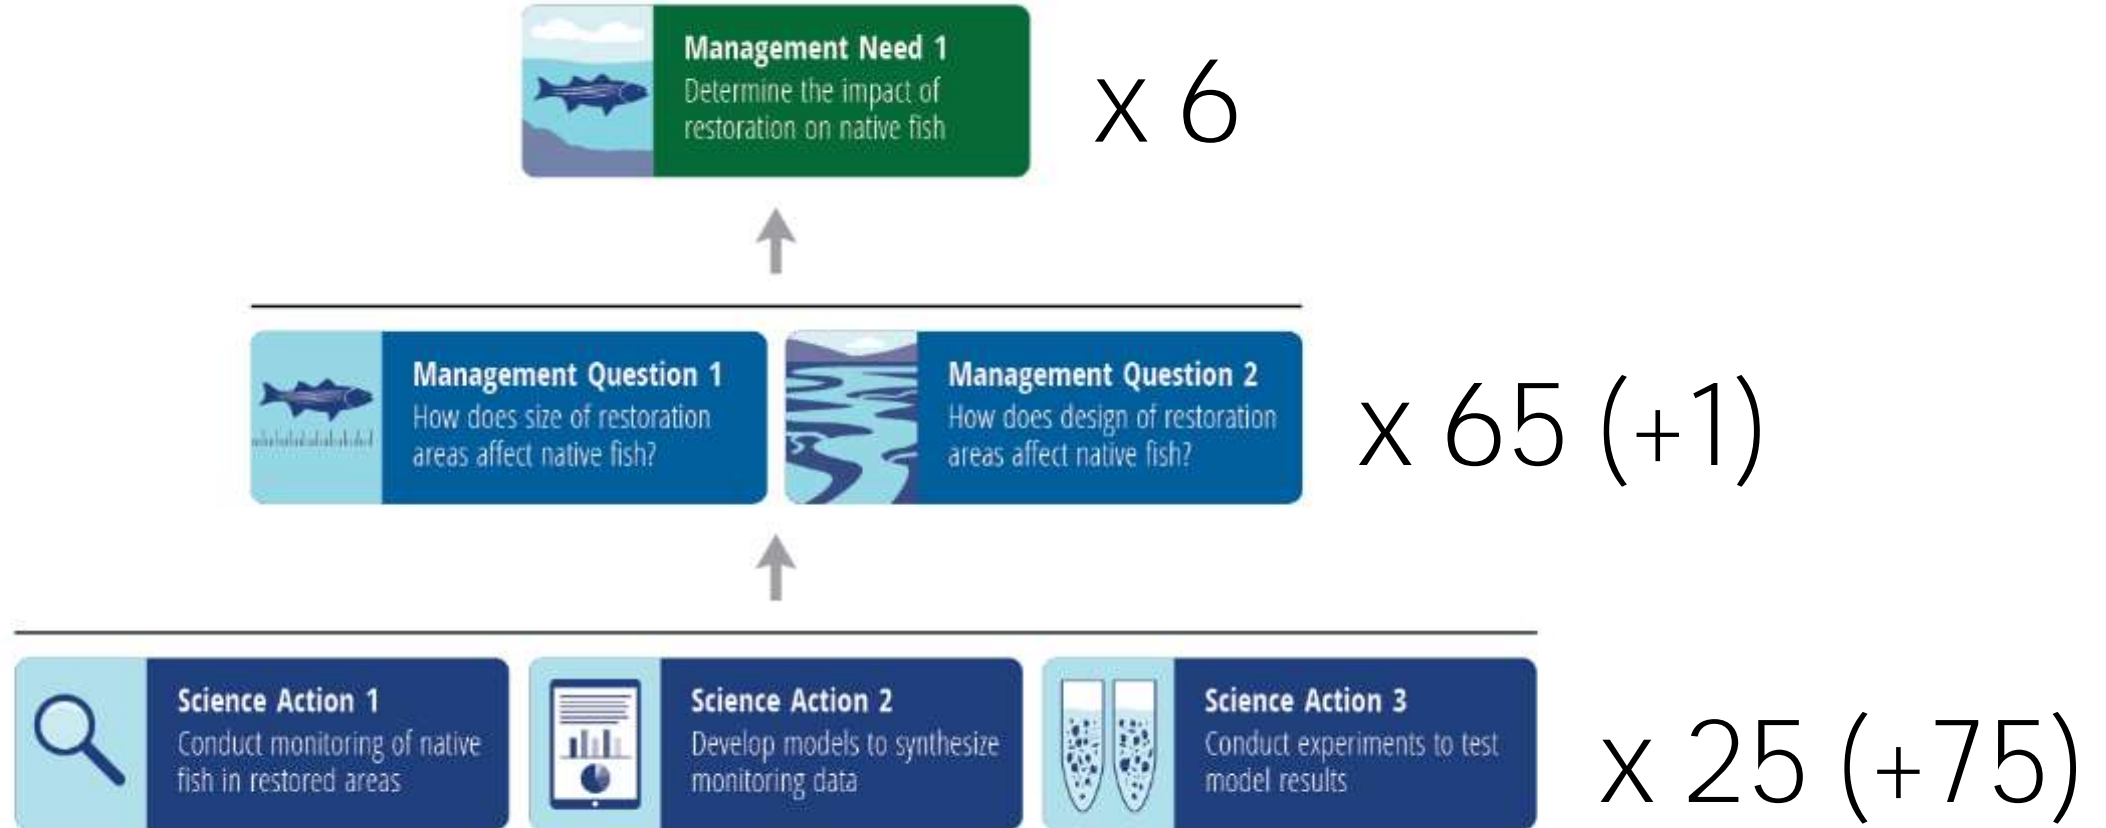 Management Need 1
Determine the impact of
restoration on native fish
x 6
Management Question 1
How does size of restoration
areas affect native fish?
Management Question 2
How does design of restoration
areas affect native fish?
x 65 (+1)
Science Action 1
Conduct monitoring of native
fish in restored areas
Science Action 2
Develop models to synthesize
monitoring data
Science Action 3
Conduct experiments to test
model results
x 25 (+75)